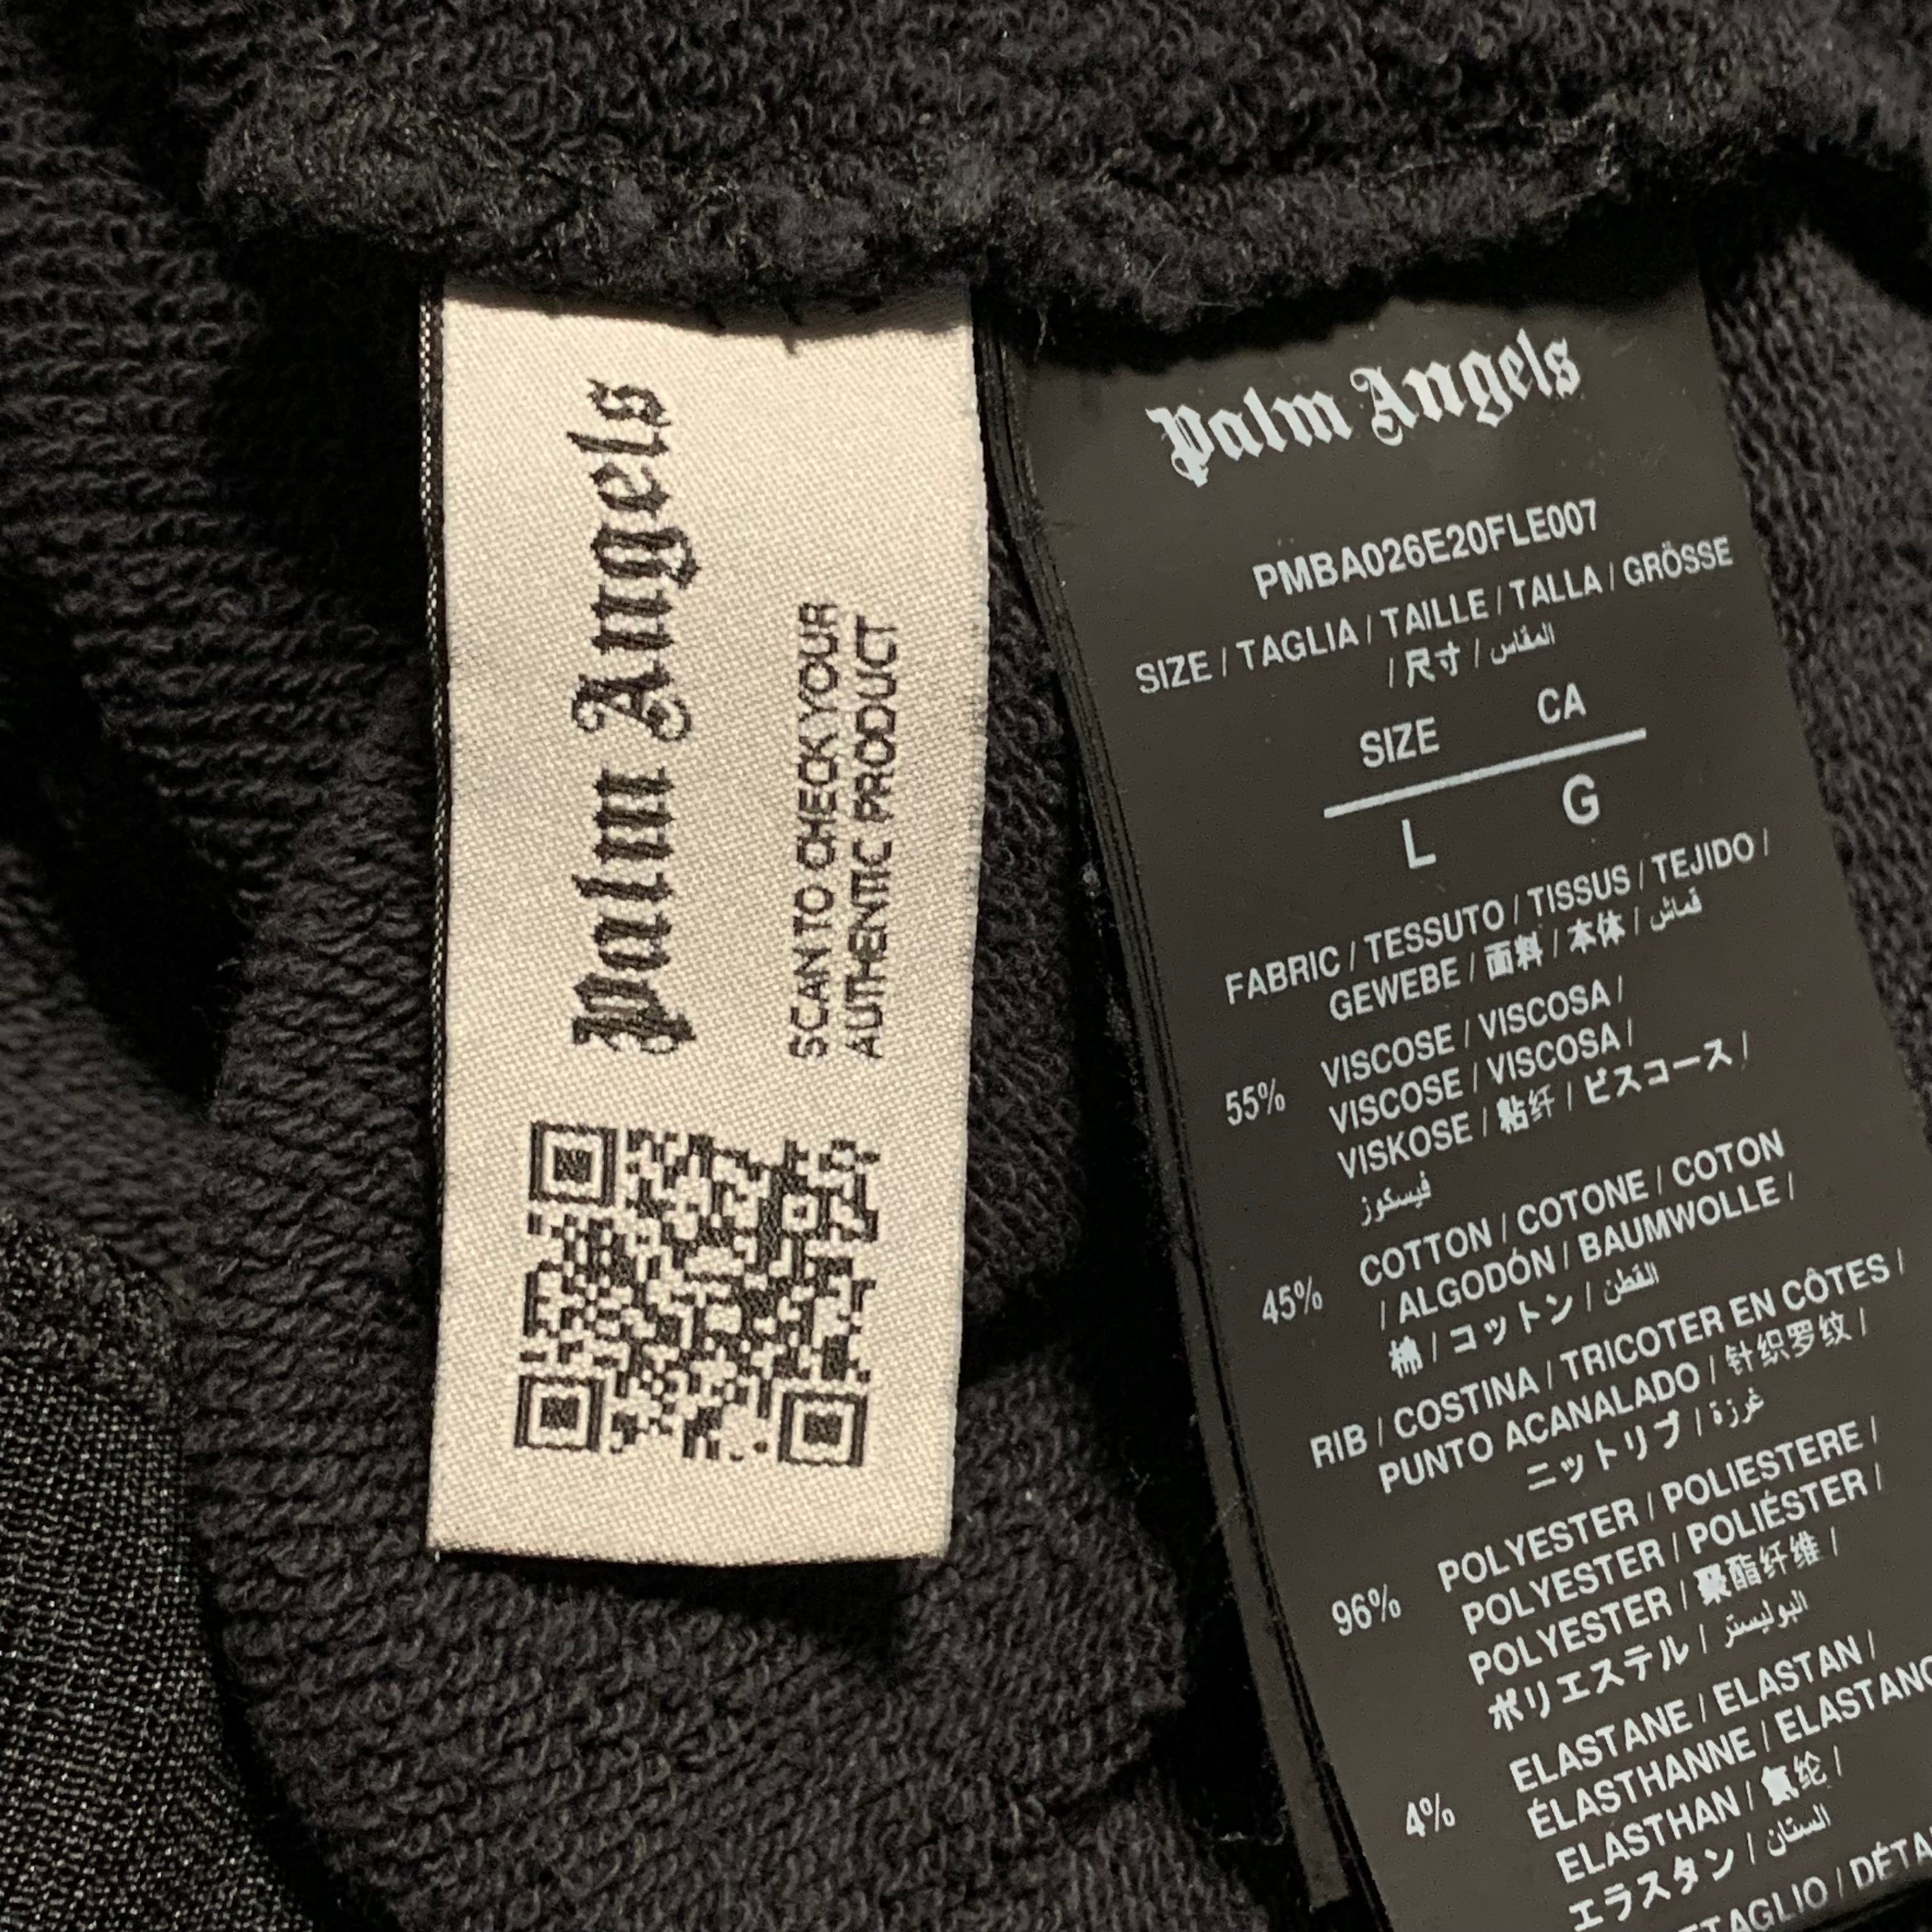 Palm Angels
SCAN TO CHECK YOUR
AUTHENTIC PRODUCT
Palm Angels
PMBA026E20FLE007
SIZE / TAGLIA / TAILLE / TALLA / GRÖSSE
/ 尺寸 / المقاس
SIZE CA
L G
FABRIC / TESSUTO / TISSUS / TEJIDO /
GEWEBE / 面料 / 本体 / قماش
55% VISCOSE / VISCOSA /
VISCOSE / VISCOSA /
VISKOSE / 粘纤 / ビスコース /
فيسكوز
45% COTTON / COTONE / COTON
/ ALGODÓN / BAUMWOLLE /
棉 / コットン / القطن
RIB / COSTINA / TRICOTER EN CÔTES /
PUNTO ACANALADO / 针织罗纹 /
ニットリブ / غرزة
96% POLYESTER / POLIESTERE /
POLYESTER / POLIÉSTER /
POLYESTER / 聚酯纤维 /
ポリエステル / البوليستر
4% ELASTANE / ELASTAN /
ÉLASTHANNE / ELASTANO
ELASTHAN / 氨纶 /
エラスタン / الستان